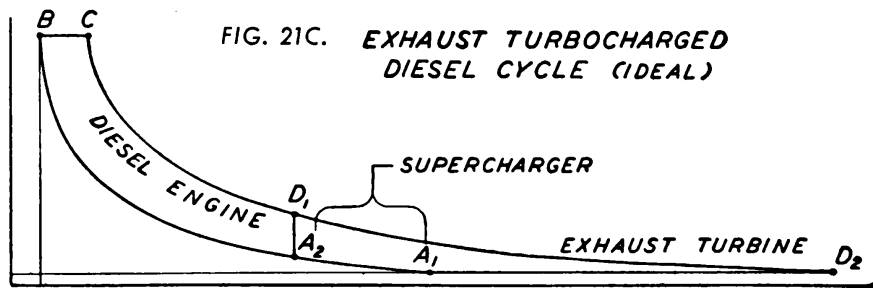 B C
FIG. 21C. EXHAUST TURBOCHARGED
DIESEL CYCLE (IDEAL)
DIESEL ENGINE
SUPERCHARGER
D₁
A₂
A₁
EXHAUST TURBINE
D₂